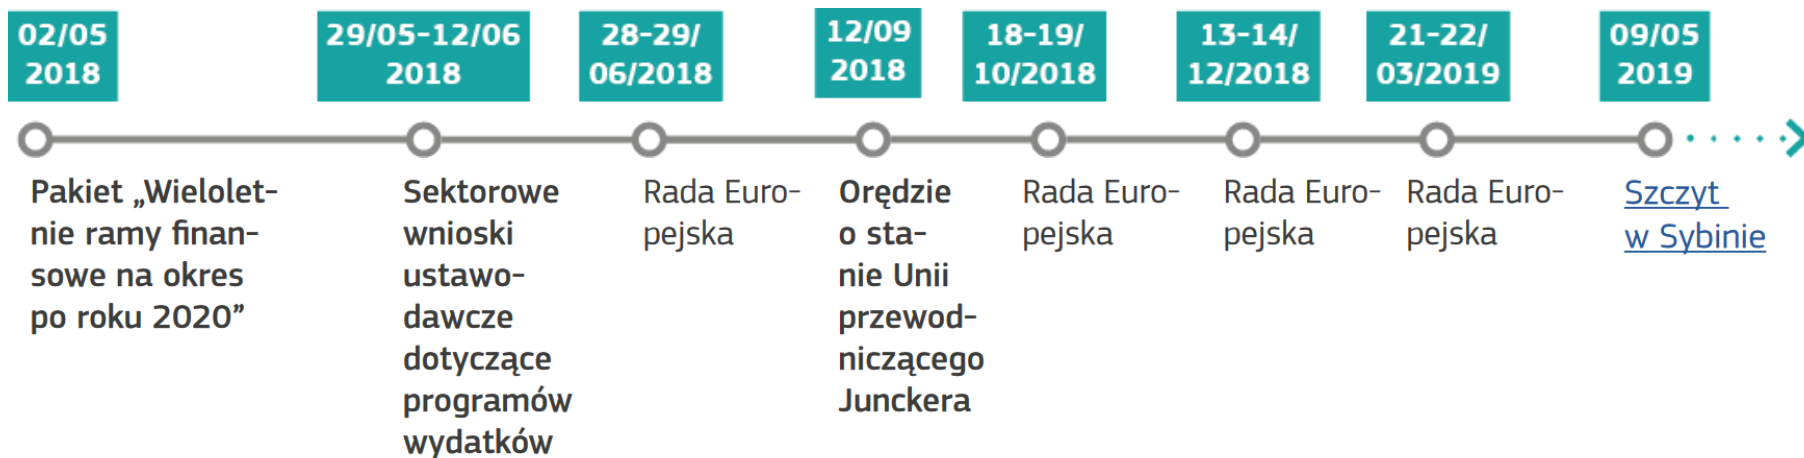 02/05
2018
29/05-12/06
2018
28-29/
06/2018
12/09
2018
18-19/
10/2018
13-14/
12/2018
21-22/
03/2019
09/05
2019
Pakiet „Wielolet-
nie ramy finan-
sowe na okres
po roku 2020”
Sektorowe
wnioski
ustawo-
dawcze
dotyczące
programów
wydatków
Rada Euro-
pejska
Orędzie
o sta-
nie Unii
przewod-
niczącego
Junckera
Rada Euro-
pejska
Rada Euro-
pejska
Rada Euro-
pejska
Szczyt
w Sybinie